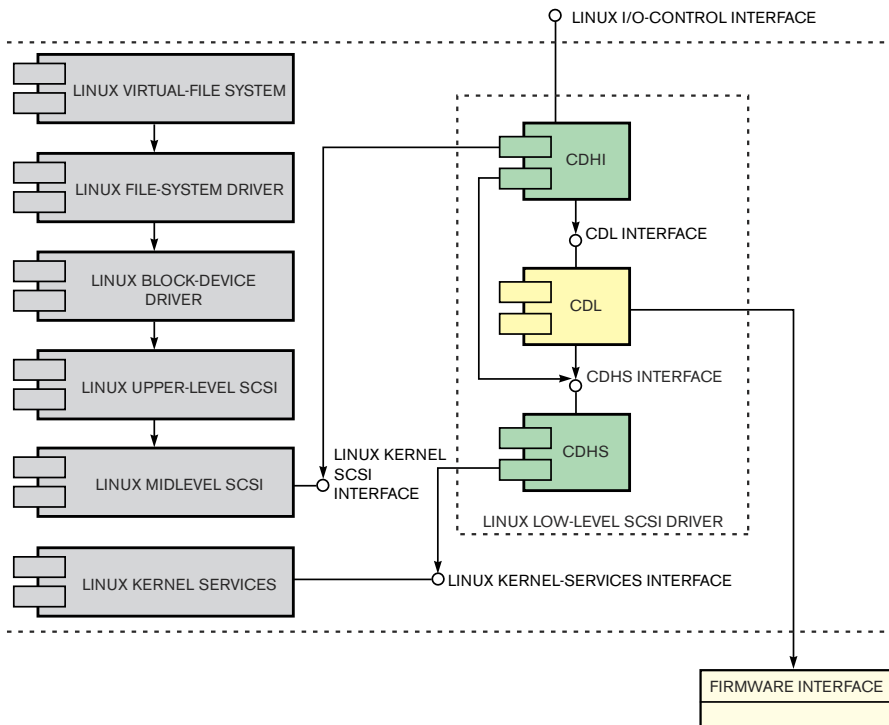 LINUX I/O-CONTROL INTERFACE
LINUX VIRTUAL-FILE SYSTEM
LINUX FILE-SYSTEM DRIVER
LINUX BLOCK-DEVICE
DRIVER
LINUX UPPER-LEVEL SCSI
LINUX MIDLEVEL SCSI
LINUX KERNEL
SCSI
INTERFACE
LINUX KERNEL SERVICES
CDHI
CDL INTERFACE
CDL
CDHS INTERFACE
CDHS
LINUX LOW-LEVEL SCSI DRIVER
LINUX KERNEL-SERVICES INTERFACE
FIRMWARE INTERFACE